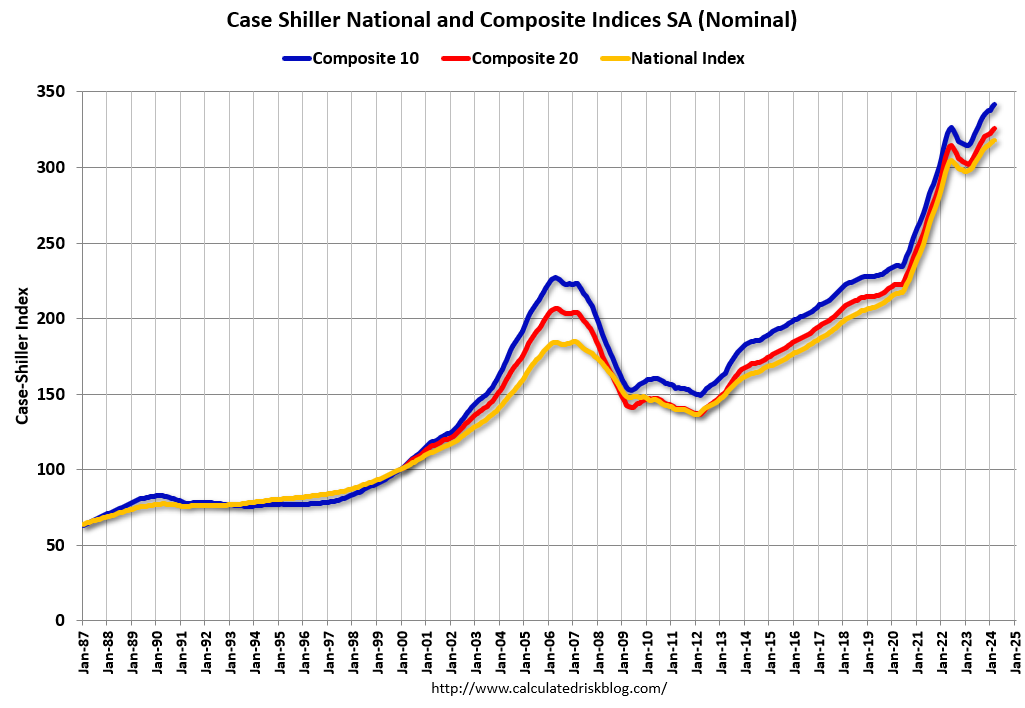 Case Shiller National and Composite Indices SA (Nominal)
Composite 10
Composite 20
National Index
Case-Shiller Index
350
300
250
200
150
100
50
0
Jan-87
Jan-88
Jan-89
Jan-90
Jan-91
Jan-92
Jan-93
Jan-94
Jan-95
Jan-96
Jan-97
Jan-98
Jan-99
Jan-00
Jan-01
Jan-02
Jan-03
Jan-04
Jan-05
Jan-06
Jan-07
Jan-08
Jan-09
Jan-10
Jan-11
Jan-12
Jan-13
Jan-14
Jan-15
Jan-16
Jan-17
Jan-18
Jan-19
Jan-20
Jan-21
Jan-22
Jan-23
Jan-24
Jan-25
http://www.calculatedriskblog.com/